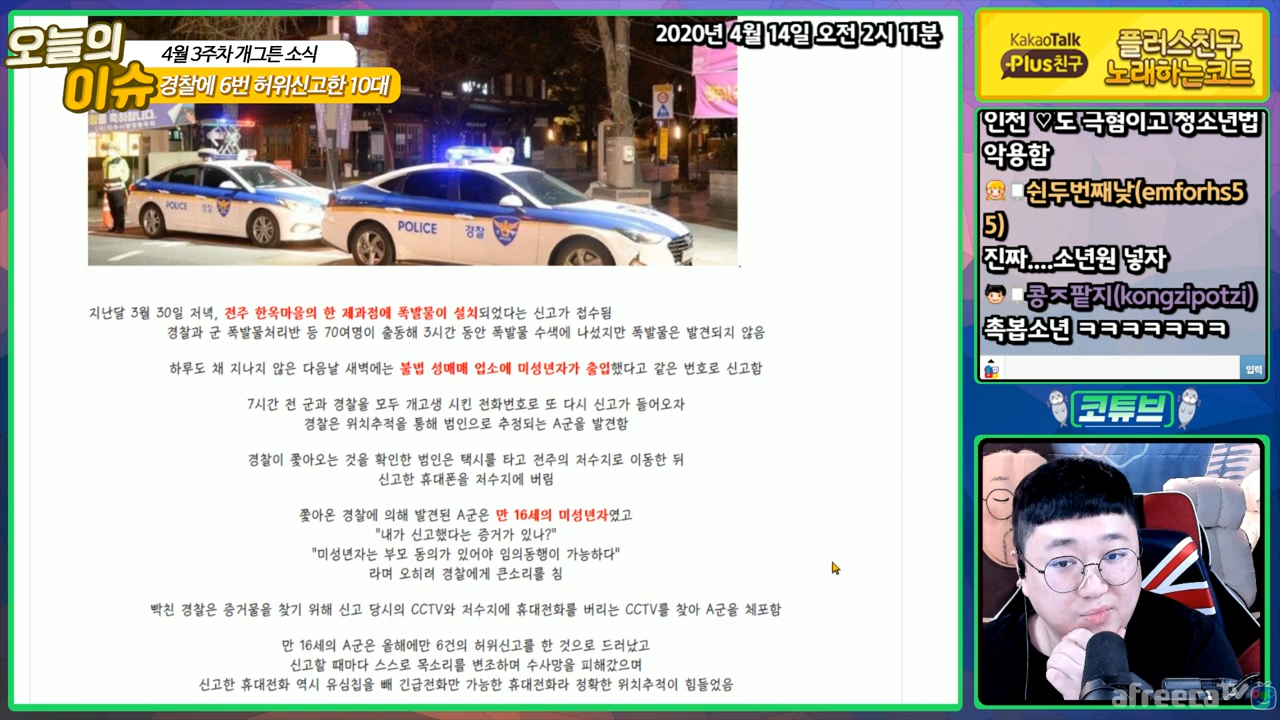 오늘의
이슈
4월 3주차 개그튼 소식
경찰에 6번 허위신고한 10대
2020년 4월 14일 오전 2시 11분
POLICE 경찰
POLICE 경찰
지난달 3월 30일 저녁, 전주 한옥마을의 한 제과점에 폭발물이 설치되었다는 신고가 접수됨
경찰과 군 폭발물처리반 등 70여명이 출동해 3시간 동안 폭발물 수색에 나섰지만 폭발물은 발견되지 않음
하루도 채 지나지 않은 다음날 새벽에는 불법 성매매 업소에 미성년자가 출입했다고 같은 번호로 신고함
7시간 전 군과 경찰을 모두 개고생 시킨 전화번호로 또 다시 신고가 들어오자
경찰은 위치추적을 통해 범인으로 추정되는 A군을 발견함
경찰이 쫓아오는 것을 확인한 범인은 택시를 타고 전주의 저수지로 이동한 뒤
신고한 휴대폰을 저수지에 버림
쫓아온 경찰에 의해 발견된 A군은 만 16세의 미성년자였고
"내가 신고했다는 증거가 있나?"
"미성년자는 부모 동의가 있어야 임의동행이 가능하다"
라며 오히려 경찰에게 큰소리를 침
빡친 경찰은 증거물을 찾기 위해 신고 당시의 CCTV와 저수지에 휴대전화를 버리는 CCTV를 찾아 A군을 체포함
만 16세의 A군은 올해에만 6건의 허위신고를 한 것으로 드러났고
신고할 때마다 스스로 목소리를 변조하며 수사망을 피해갔으며
신고한 휴대전화 역시 유심칩을 빼 긴급전화만 가능한 휴대전화라 정확한 위치추적이 힘들었음
KakaoTalk
Plus친구
플러스친구
노래하는코트
인천 ♡도 극혐이고 청소년법
악용함
쉰두번째낮(emforhs5
5)
진짜....소년원 넣자
콩ㅈ팥지(kongzipotzi)
촉봅소년 ㅋㅋㅋㅋㅋㅋㅋ
입력
코튜브
afreecaTV